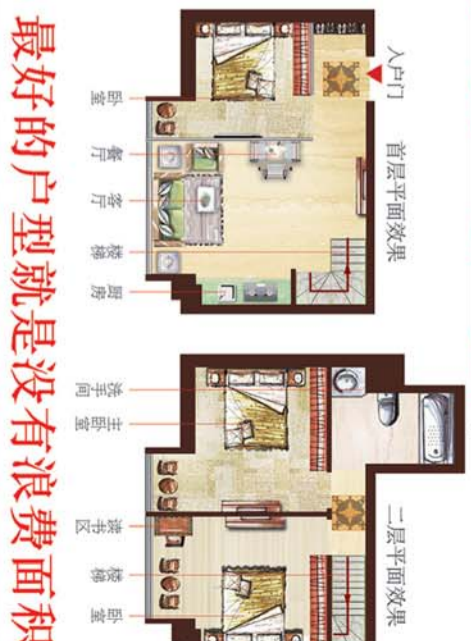 入户门
首层平面效果
卧室
餐厅
客厅
楼梯
厨房
二层平面效果
洗手间
主卧室
读书区
楼梯
卧室
最好的户型就是没有浪费面积